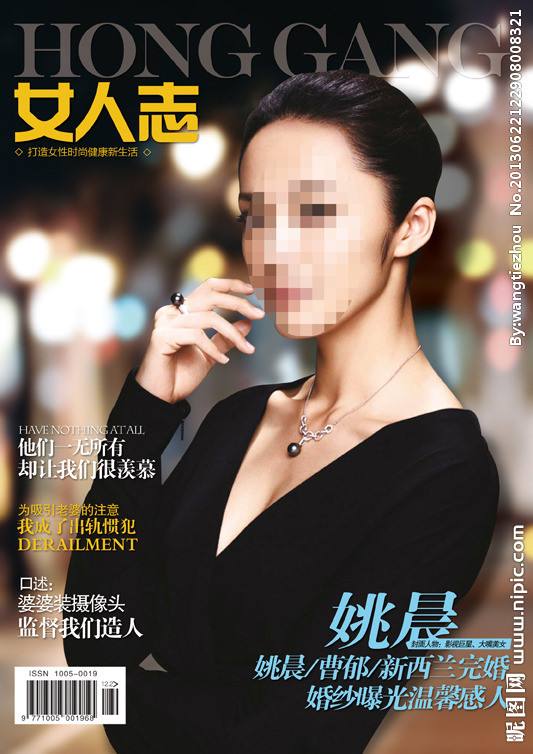 HONG GANG
女人志
◇ 打造女性时尚健康新生活 ◇
HAVE NOTHING AT ALL
他们一无所有
却让我们很羡慕
为吸引老婆的注意
我成了出轨惯犯
DERAILMENT
口述:
婆婆装摄像头
监督我们造人
姚晨
封面人物：影视巨星、大嘴美女
姚晨/曹郁/新西兰完婚
婚纱曝光温馨感人
ISSN 1005-0019
12.2>
9 771005 001968
By:wangtiezhou No.20130622122908008321
昵图网 www.nipic.com